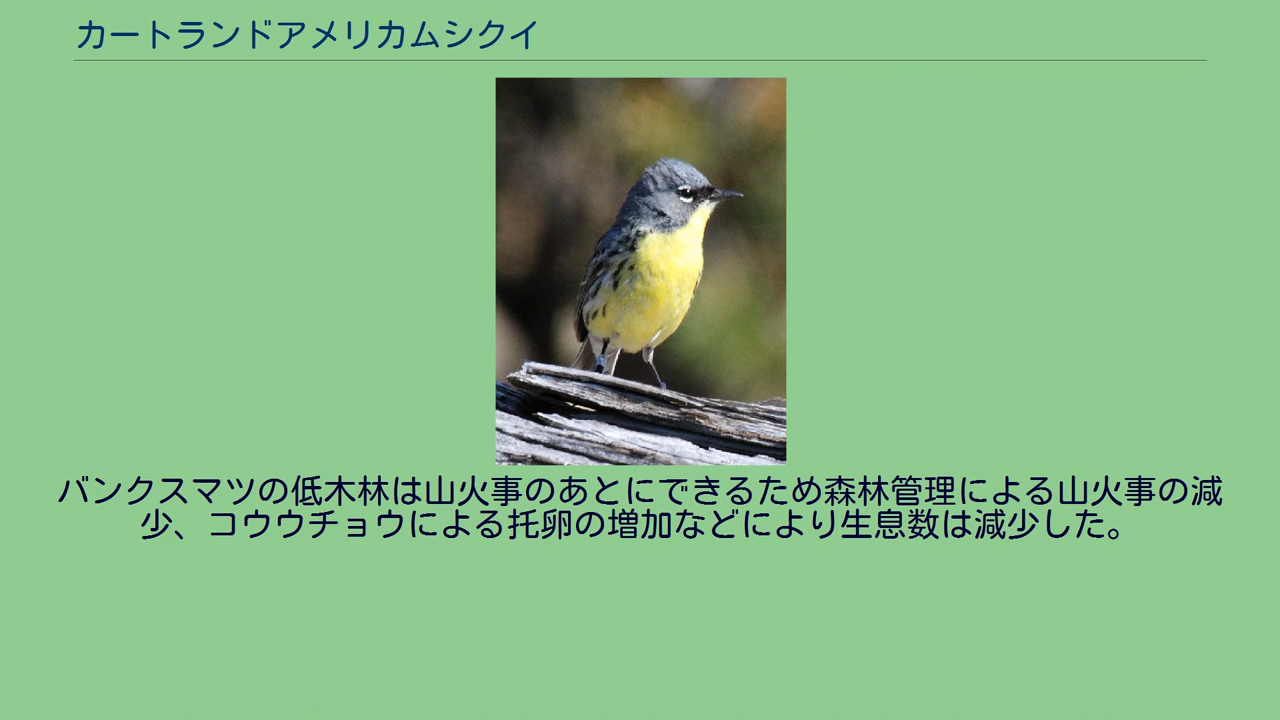 カートランドアメリカムシクイ
バンクスマツの低木林は山火事のあとにできるため森林管理による山火事の減
少、コウウチョウによる托卵の増加などにより生息数は減少した。